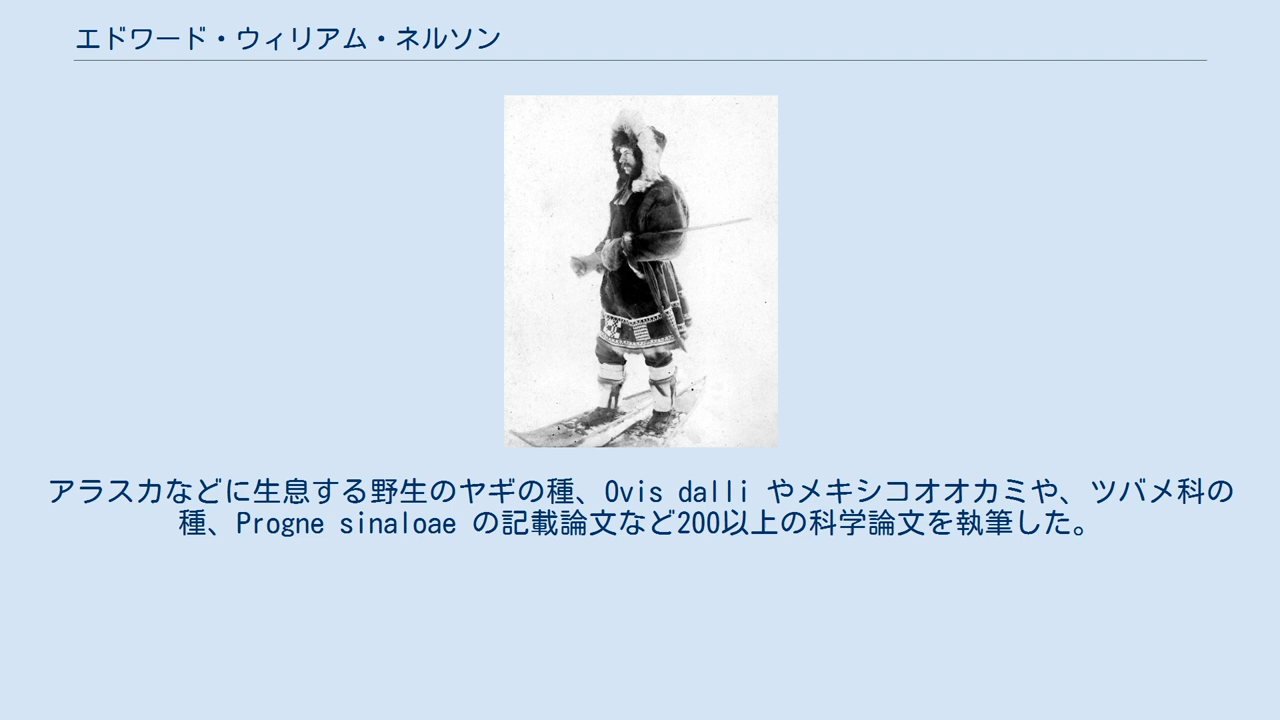 エドワード・ウィリアム・ネルソン
アラスカなどに生息する野生のヤギの種、Ovis dalli やメキシコオオカミや、ツバメ科の
種、Progne sinaloae の記載論文など200以上の科学論文を執筆した。